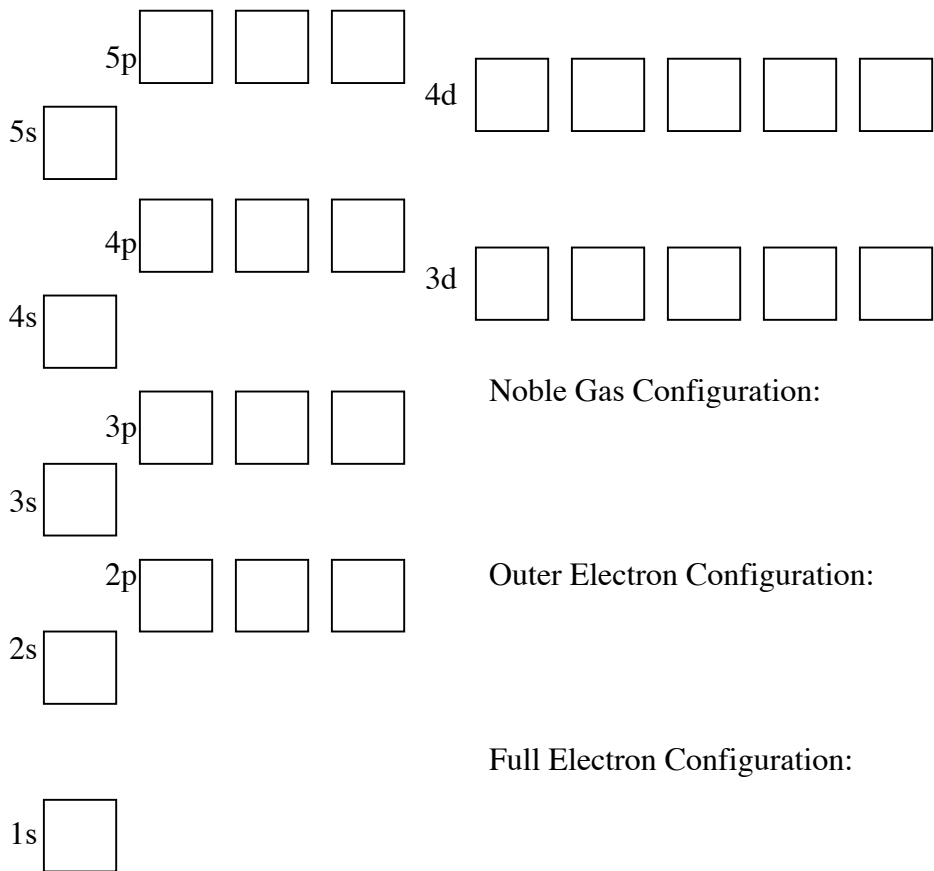 5p
4d
5s
4p
3d
4s
Noble Gas Configuration:
3p
3s
2p
Outer Electron Configuration:
2s
Full Electron Configuration:
1s